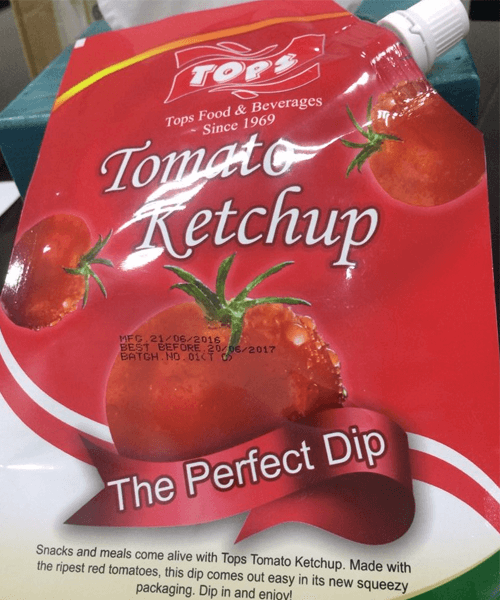 TOPS
Tops Food & Beverages
Since 1969
Tomato
Ketchup
MFG 21/06/2016
BEST BEFORE 20/06/2017
BATCH.NO.01
The Perfect Dip
Snacks and meals come alive with Tops Tomato Ketchup. Made with
the ripest red tomatoes, this dip comes out easy in its new squeezy
packaging. Dip in and enjoy!